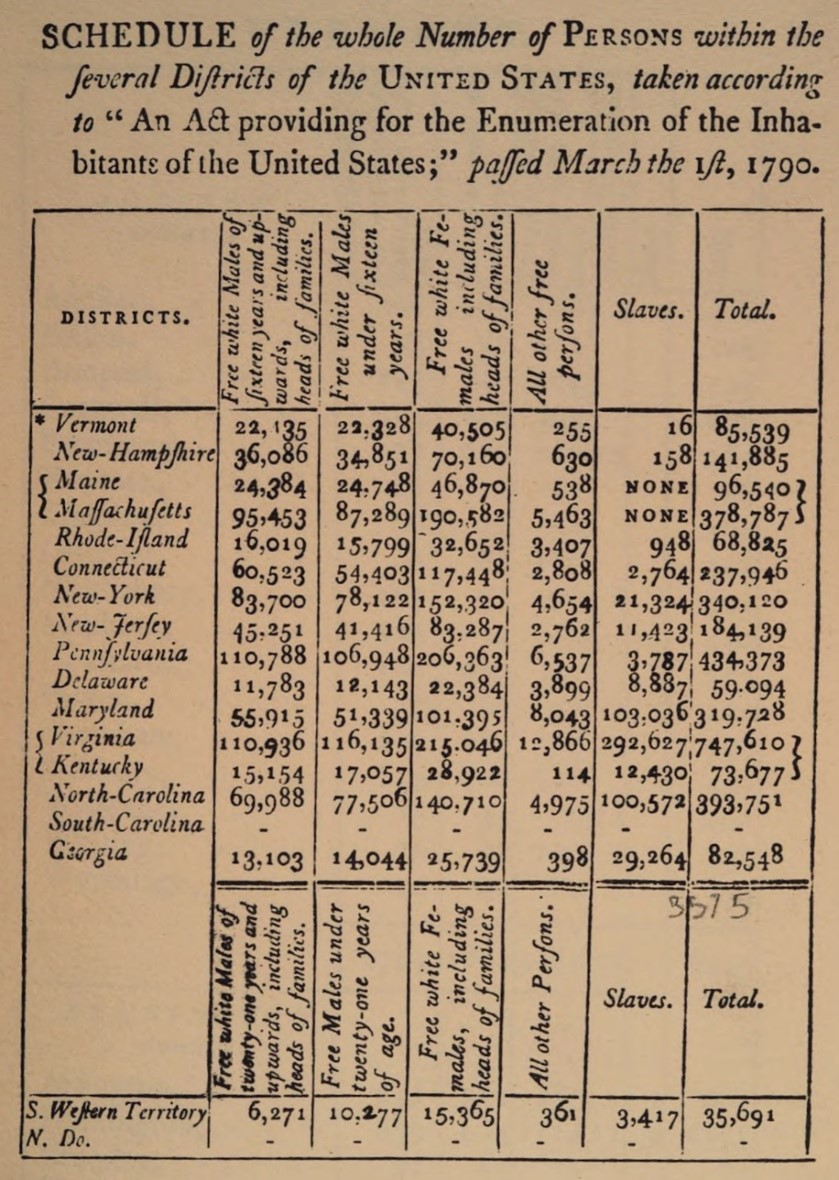 SCHEDULE of the whole Number of PERSONS within the
ſeveral Diſtricts of the UNITED STATES, taken according
to “ An Act providing for the Enumeration of the Inha-
bitants of the United States;” paſſed March the 1ſt, 1790.
DISTRICTS.
Free white Males of
ſixteen years and up-
wards, including
heads of families.
Free white Males
under ſixteen
years.
Free white Fe-
males including
heads of families.
All other free
perſons.
Slaves.
Total.
* Vermont 22,135 22.328 40,505 255 16 85,539
New-Hampſhire 36,086 34,851 70,160 630 158 141,885
{ Maine 24,384 24.748 46,870 538 NONE 96,540 }
{ Maſſachuſetts 95,453 87,289 190,582 5,463 NONE 378,787 }
Rhode-Iſland 16,019 15,799 32,652 3,407 948 68,825
Connecticut 60,523 54,403 117,448 2,808 2,764 237,946
New-York 83,700 78,122 152,320 4,654 21,324 340,120
New-Jerſey 45.251 41,416 83.287 2,762 11,423 184,139
Pennſylvania 110,788 106,948 206,363 6,537 3,787 434,373
Delaware 11,783 12,143 22,384 3,899 8,887 59.094
Maryland 55,915 51,339 101.395 8,043 103.036 319.728
{ Virginia 110,936 116,135 215.046 12,866 292,627 747,610 }
{ Kentucky 15,154 17,057 28,922 114 12,430 73,677 }
North-Carolina 69,988 77,506 140.710 4,975 100,572 393,751
South-Carolina - - - - - -
Georgia 13,103 14,044 25,739 398 29,264 82,548
3575
Free white Males of
twenty-one years and
upwards, including
heads of families.
Free Males under
twenty-one years
of age.
Free white Fe-
males, including
heads of families.
All other Perſons.
Slaves.
Total.
S. Weſtern Territory 6,271 10.277 15,365 361 3,417 35,691
N. Do. - - - - - -